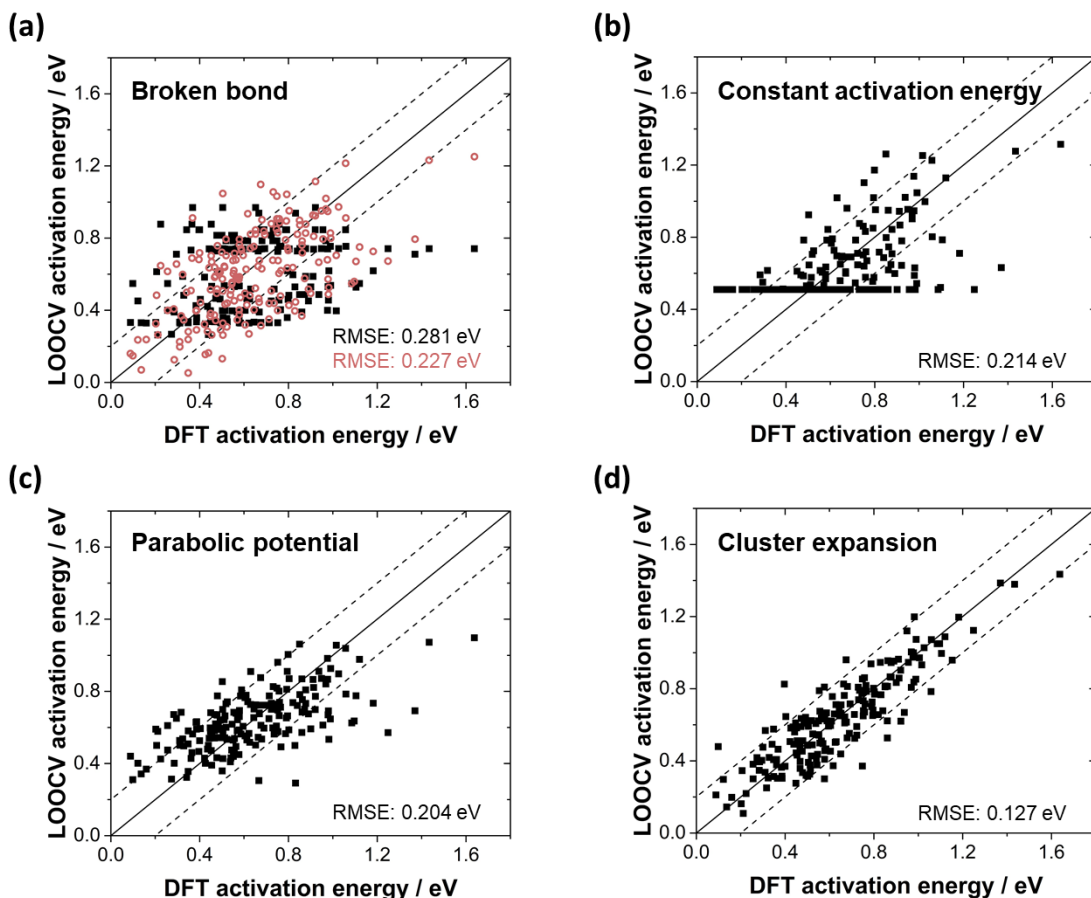 (a)
LOOCV activation energy / eV
1.6
1.2
0.8
0.4
0.0
Broken bond
RMSE: 0.281 eV
RMSE: 0.227 eV
0.0 0.4 0.8 1.2 1.6
DFT activation energy / eV
(b)
LOOCV activation energy / eV
1.6
1.2
0.8
0.4
0.0
Constant activation energy
RMSE: 0.214 eV
0.0 0.4 0.8 1.2 1.6
DFT activation energy / eV
(c)
LOOCV activation energy / eV
1.6
1.2
0.8
0.4
0.0
Parabolic potential
RMSE: 0.204 eV
0.0 0.4 0.8 1.2 1.6
DFT activation energy / eV
(d)
LOOCV activation energy / eV
1.6
1.2
0.8
0.4
0.0
Cluster expansion
RMSE: 0.127 eV
0.0 0.4 0.8 1.2 1.6
DFT activation energy / eV